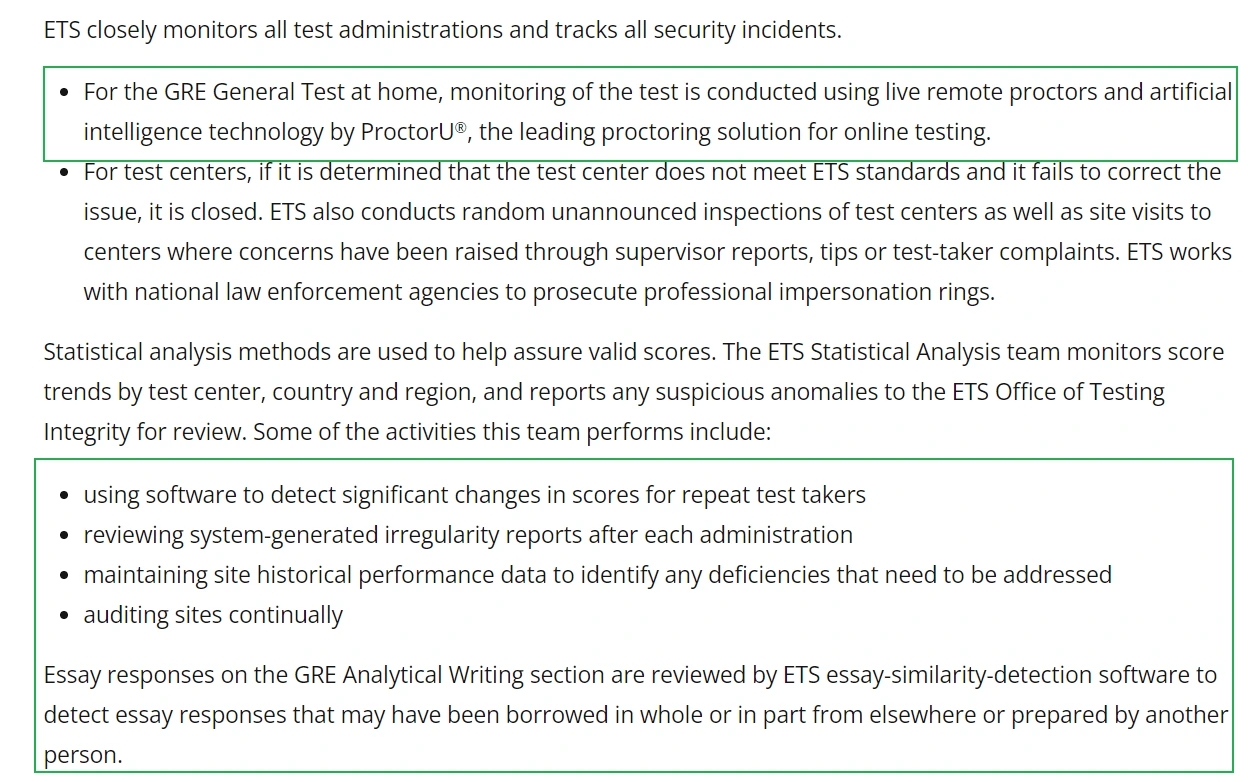 ETS closely monitors all test administrations and tracks all security incidents.
• For the GRE General Test at home, monitoring of the test is conducted using live remote proctors and artificial
intelligence technology by ProctorU®, the leading proctoring solution for online testing.
• For test centers, if it is determined that the test center does not meet ETS standards and it fails to correct the
issue, it is closed. ETS also conducts random unannounced inspections of test centers as well as site visits to
centers where concerns have been raised through supervisor reports, tips or test-taker complaints. ETS works
with national law enforcement agencies to prosecute professional impersonation rings.
Statistical analysis methods are used to help assure valid scores. The ETS Statistical Analysis team monitors score
trends by test center, country and region, and reports any suspicious anomalies to the ETS Office of Testing
Integrity for review. Some of the activities this team performs include:
• using software to detect significant changes in scores for repeat test takers
• reviewing system-generated irregularity reports after each administration
• maintaining site historical performance data to identify any deficiencies that need to be addressed
• auditing sites continually
Essay responses on the GRE Analytical Writing section are reviewed by ETS essay-similarity-detection software to
detect essay responses that may have been borrowed in whole or in part from elsewhere or prepared by another
person.